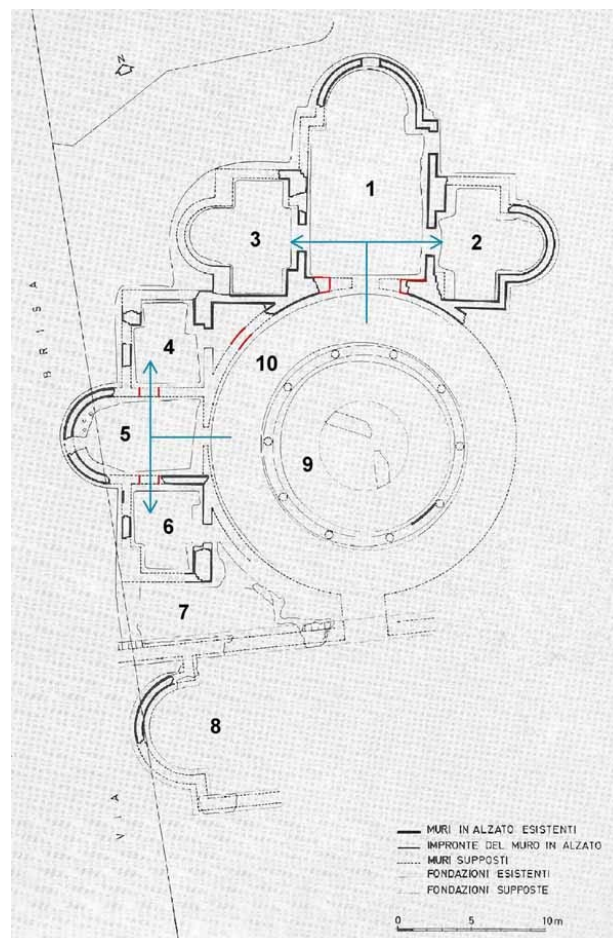 N
1
2
3
4
5
6
7
8
9
10
BRISA
VIA
MURI IN ALZATO ESISTENTI
IMPRONTE DEL MURO IN ALZATO
MURI SUPPOSTI
FONDAZIONI ESISTENTI
FONDAZIONI SUPPOSTE
0 5 10m